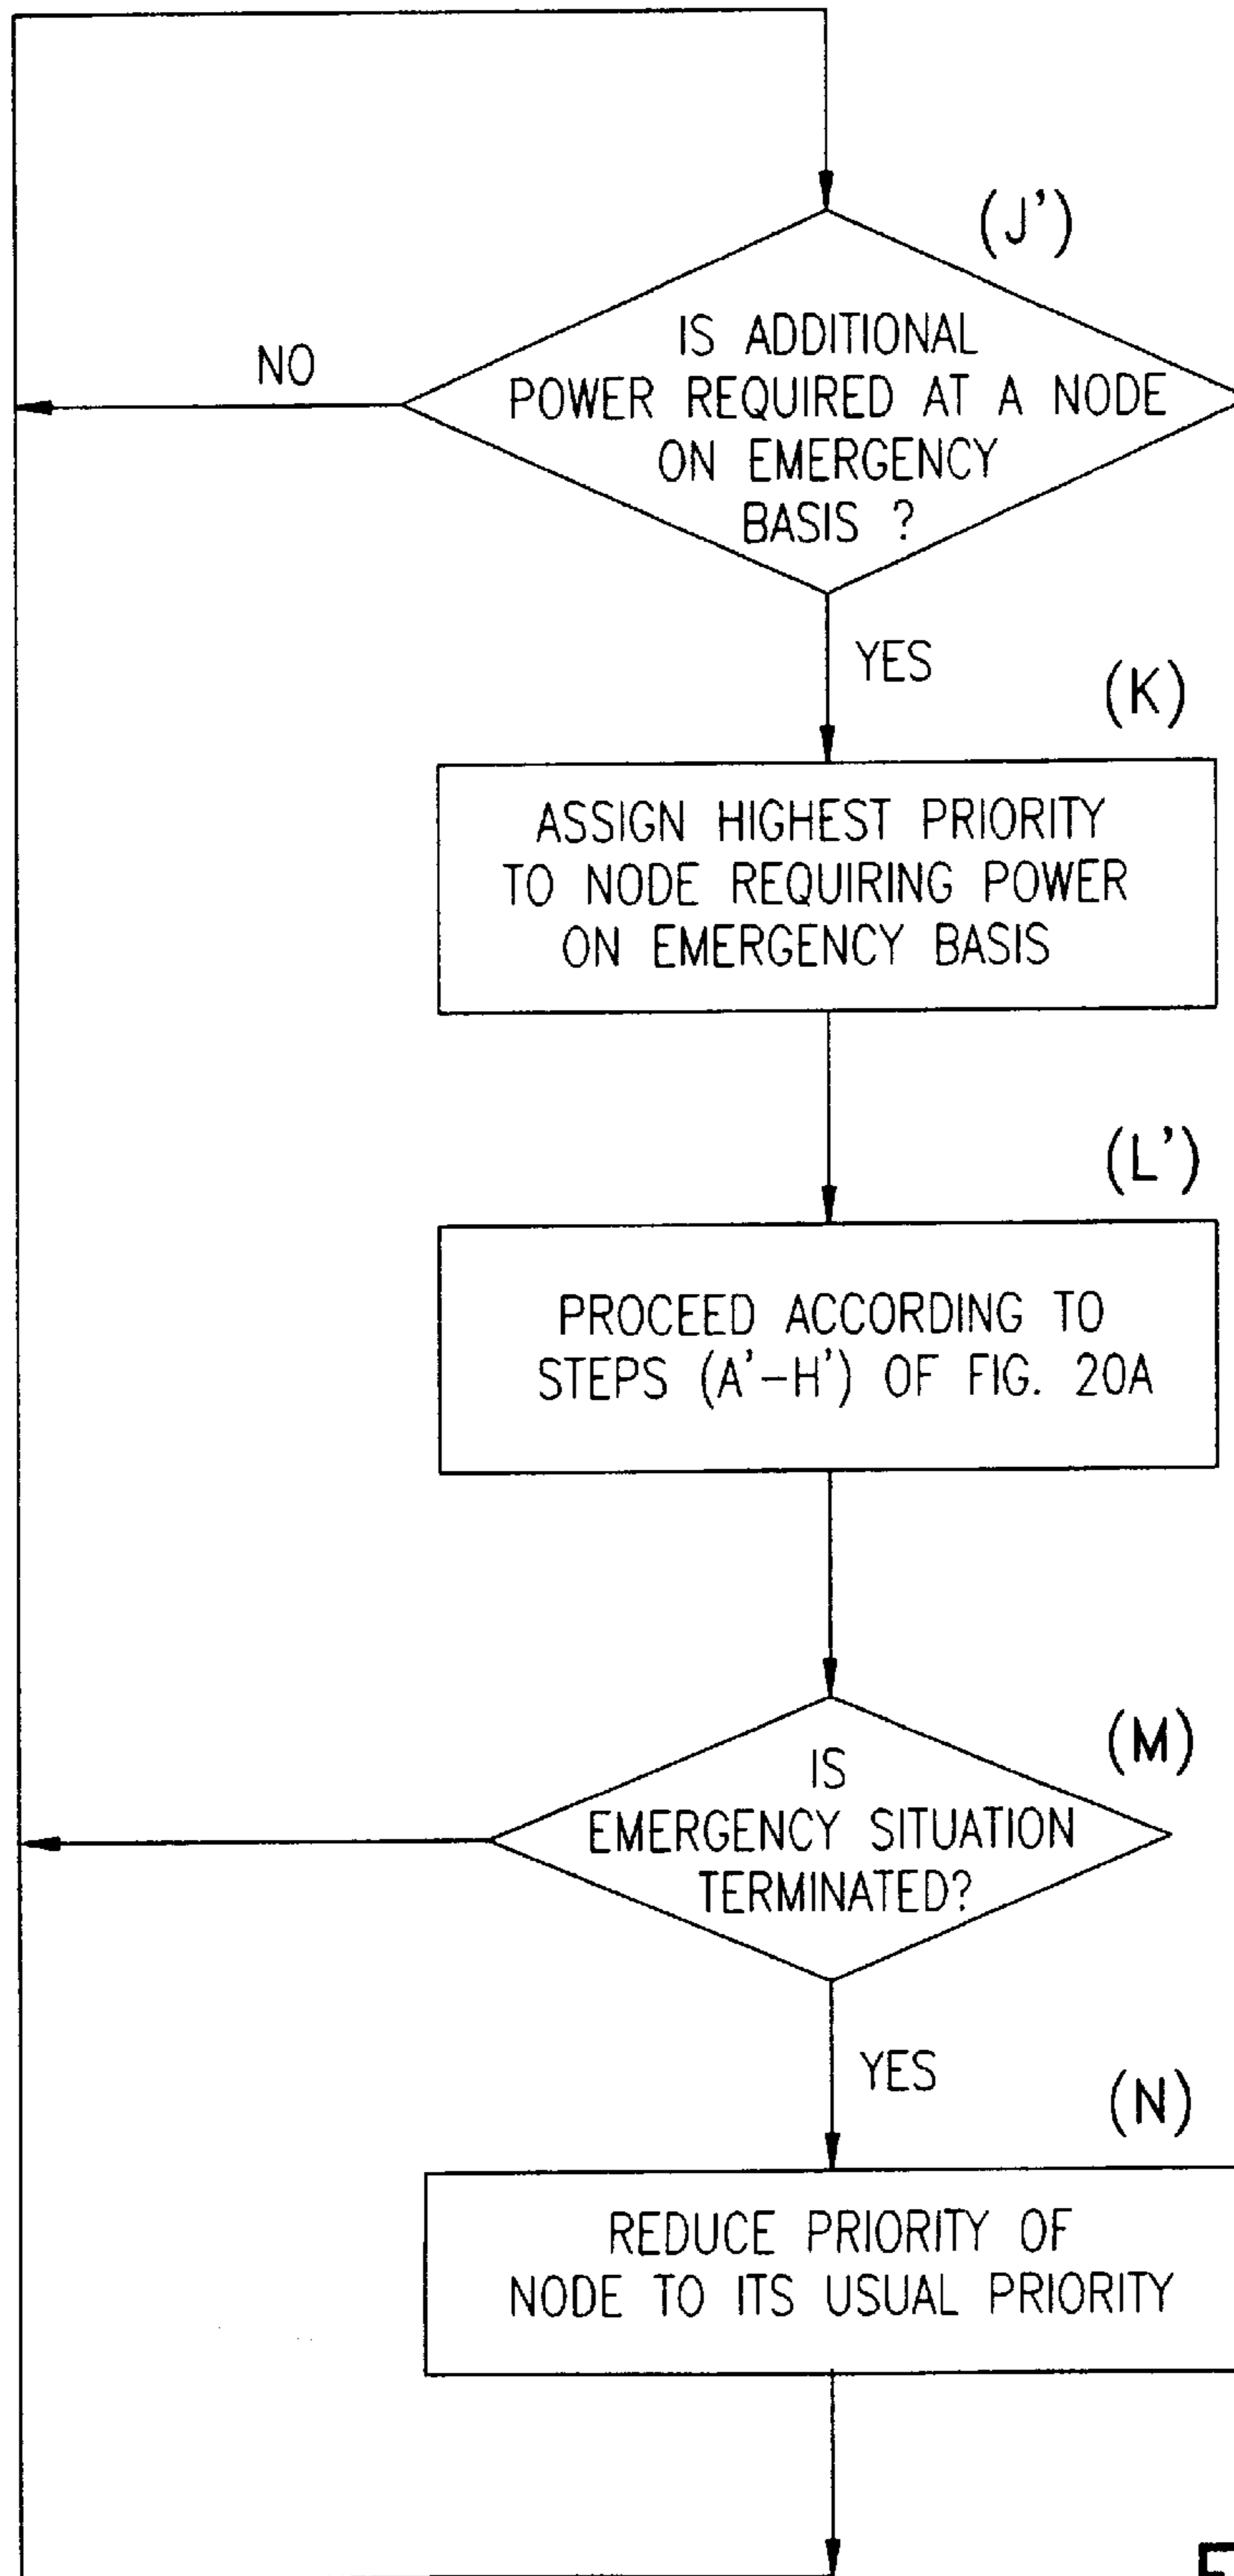 (J')
IS ADDITIONAL
NO
POWER REQUIRED AT A NODE
ON EMERGENCY
BASIS ?
YES
(K)
ASSIGN HIGHEST PRIORITY
TO NODE REQUIRING POWER
ON EMERGENCY BASIS
(L')
PROCEED ACCORDING TO
STEPS (A'-H') OF FIG. 20A
(M)
IS
EMERGENCY SITUATION
TERMINATED?
YES
(N)
REDUCE PRIORITY OF
NODE TO ITS USUAL PRIORITY